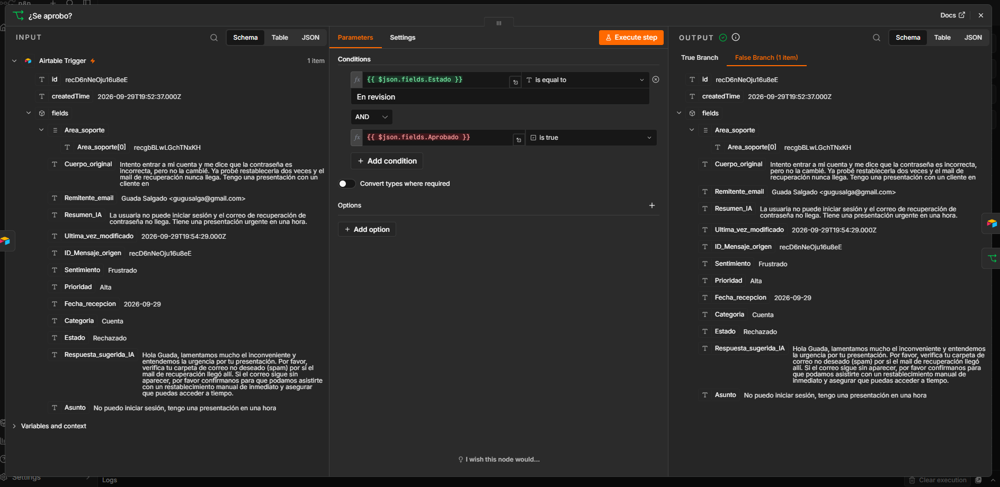 n8n
¿Se aprobo?
Docs
INPUT
Schema
Table
JSON
Airtable Trigger
1 item
T id recD6nNeOju16u8eE
T createdTime 2026-09-29T19:52:37.000Z
fields
Area_soporte
T Area_soporte[0] recgbBLwLGchTNxKH
T Cuerpo_original Intento entrar a mi cuenta y me dice que la contraseña es
incorrecta, pero no la cambié. Ya probé restablecerla dos veces y el
mail de recuperación nunca llega. Tengo una presentación con un
cliente en
T Remitente_email Guada Salgado <gugusalga@gmail.com>
T Resumen_IA La usuaria no puede iniciar sesión y el correo de recuperación de
contraseña no llega. Tiene una presentación urgente en una hora.
T Ultima_vez_modificado 2026-09-29T19:54:29.000Z
T ID_Mensaje_origen recD6nNeOju16u8eE
T Sentimiento Frustrado
T Prioridad Alta
T Fecha_recepcion 2026-09-29
T Categoria Cuenta
T Estado Rechazado
T Respuesta_sugerida_IA Hola Guada, lamentamos mucho el inconveniente y
entendemos la urgencia por tu presentación. Por favor,
verifica tu carpeta de correo no deseado (spam) por si el
mail de recuperación llegó allí. Si el correo sigue sin
aparecer, por favor confírmanos para que podamos asistirte
con un restablecimiento manual de inmediato y asegurar
que puedas acceder a tiempo.
T Asunto No puedo iniciar sesión, tengo una presentación en una hora
Variables and context
Parameters
Settings
Execute step
Conditions
fx {{ $json.fields.Estado }}
T is equal to
En revision
AND
fx {{ $json.fields.Aprobado }}
is true
+ Add condition
Convert types where required
Options
+
+ Add option
I wish this node would...
OUTPUT
Schema
Table
JSON
True Branch
False Branch (1 item)
T id recD6nNeOju16u8eE
T createdTime 2026-09-29T19:52:37.000Z
fields
Area_soporte
T Area_soporte[0] recgbBLwLGchTNxKH
T Cuerpo_original Intento entrar a mi cuenta y me dice que la contraseña es incorrecta,
pero no la cambié. Ya probé restablecerla dos veces y el mail de
recuperación nunca llega. Tengo una presentación con un cliente en
T Remitente_email Guada Salgado <gugusalga@gmail.com>
T Resumen_IA La usuaria no puede iniciar sesión y el correo de recuperación de
contraseña no llega. Tiene una presentación urgente en una hora.
T Ultima_vez_modificado 2026-09-29T19:54:29.000Z
T ID_Mensaje_origen recD6nNeOju16u8eE
T Sentimiento Frustrado
T Prioridad Alta
T Fecha_recepcion 2026-09-29
T Categoria Cuenta
T Estado Rechazado
T Respuesta_sugerida_IA Hola Guada, lamentamos mucho el inconveniente y entendemos
la urgencia por tu presentación. Por favor, verifica tu carpeta de
correo no deseado (spam) por si el mail de recuperación llegó
allí. Si el correo sigue sin aparecer, por favor confírmanos para
que podamos asistirte con un restablecimiento manual de
inmediato y asegurar que puedas acceder a tiempo.
T Asunto No puedo iniciar sesión, tengo una presentación en una hora
Settings
Logs
Clear execution